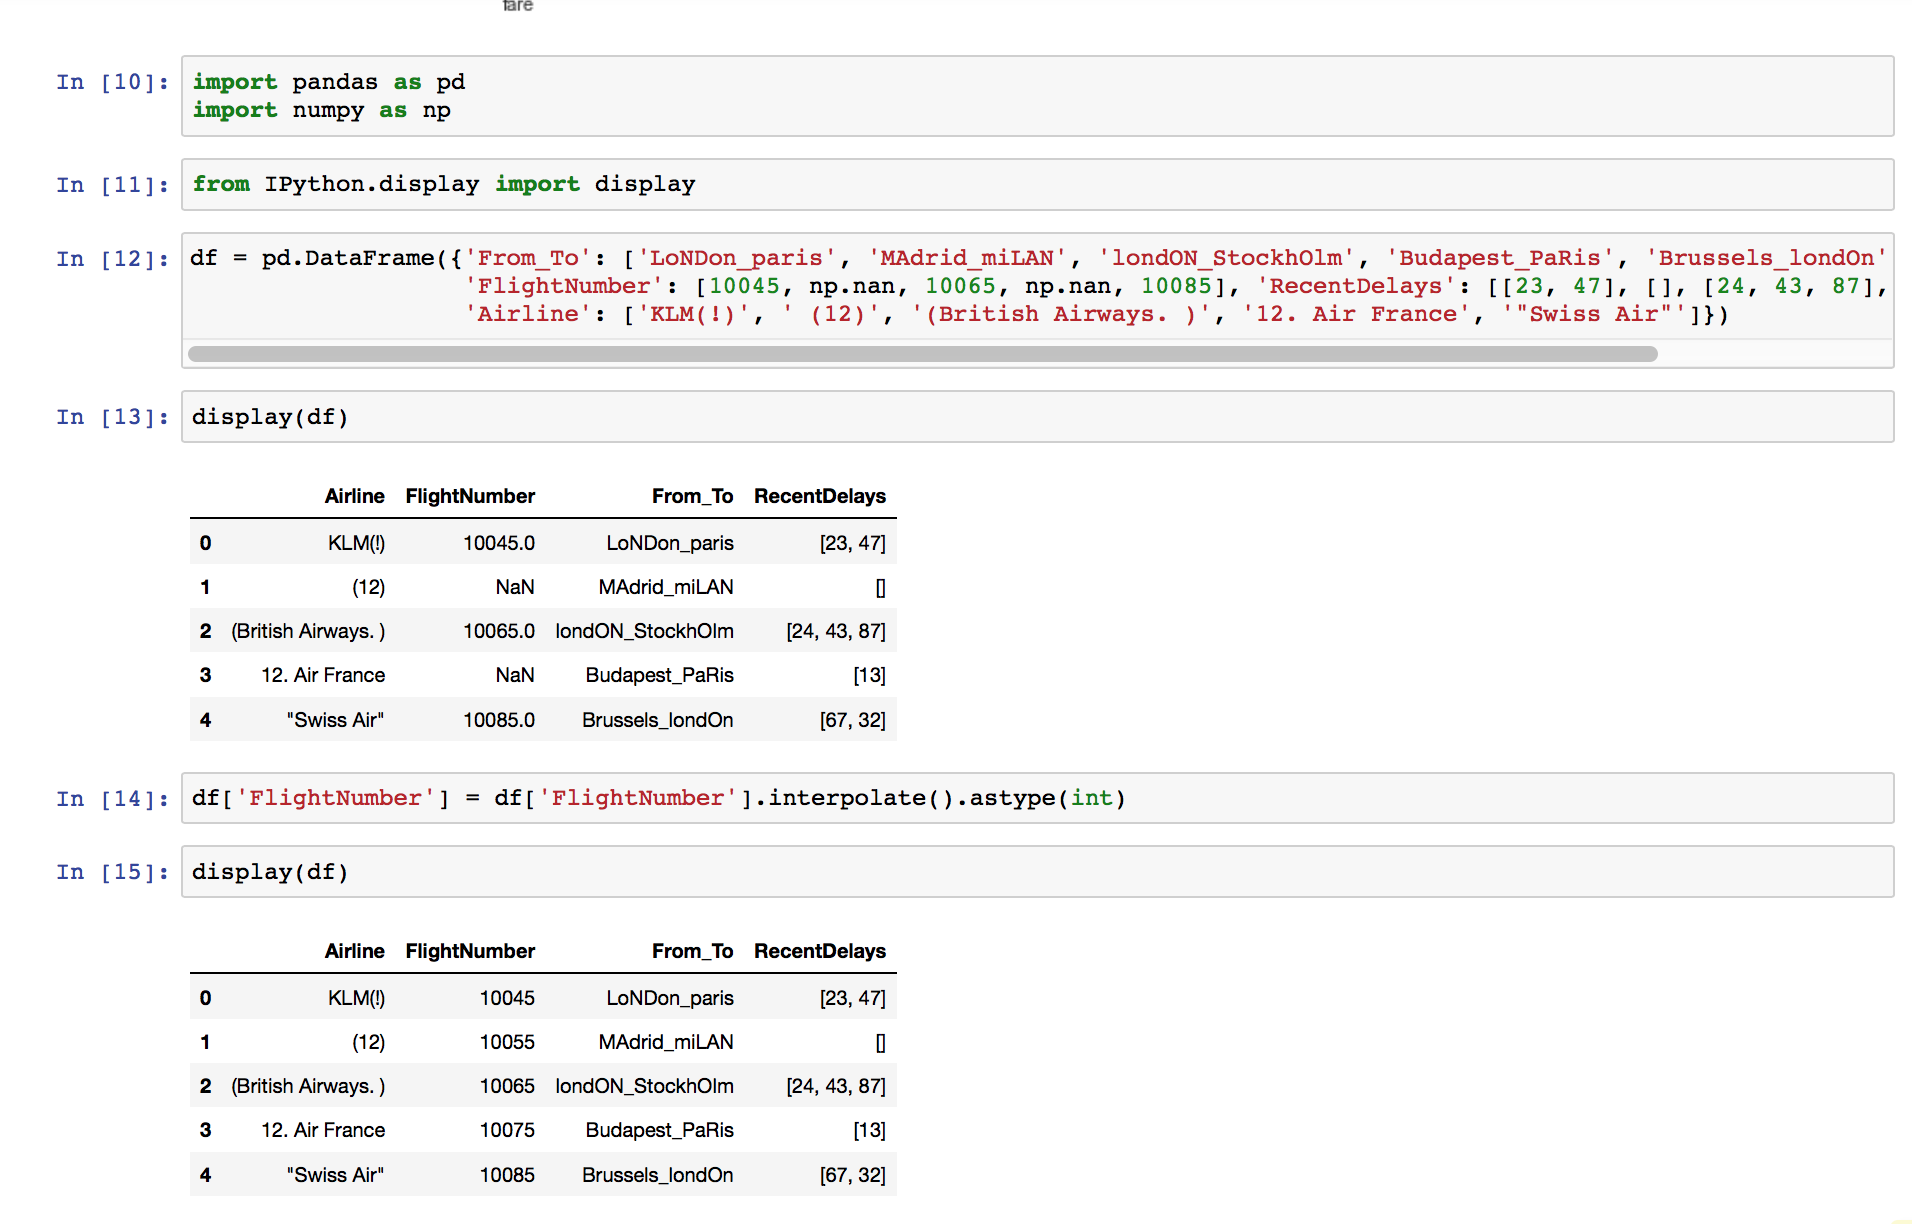 fare
In [10]: import pandas as pd
import numpy as np
In [11]: from IPython.display import display
In [12]: df = pd.DataFrame({'From_To': ['LoNDon_paris', 'MAdrid_miLAN', 'londON_StockhOlm', 'Budapest_PaRis', 'Brussels_londOn'
'FlightNumber': [10045, np.nan, 10065, np.nan, 10085], 'RecentDelays': [[23, 47], [], [24, 43, 87],
'Airline': ['KLM(!)', ' (12)', '(British Airways. )', '12. Air France', '"Swiss Air"']})
In [13]: display(df)
Airline FlightNumber From_To RecentDelays
0 KLM(!) 10045.0 LoNDon_paris [23, 47]
1 (12) NaN MAdrid_miLAN []
2 (British Airways. ) 10065.0 londON_StockhOlm [24, 43, 87]
3 12. Air France NaN Budapest_PaRis [13]
4 "Swiss Air" 10085.0 Brussels_londOn [67, 32]
In [14]: df['FlightNumber'] = df['FlightNumber'].interpolate().astype(int)
In [15]: display(df)
Airline FlightNumber From_To RecentDelays
0 KLM(!) 10045 LoNDon_paris [23, 47]
1 (12) 10055 MAdrid_miLAN []
2 (British Airways. ) 10065 londON_StockhOlm [24, 43, 87]
3 12. Air France 10075 Budapest_PaRis [13]
4 "Swiss Air" 10085 Brussels_londOn [67, 32]